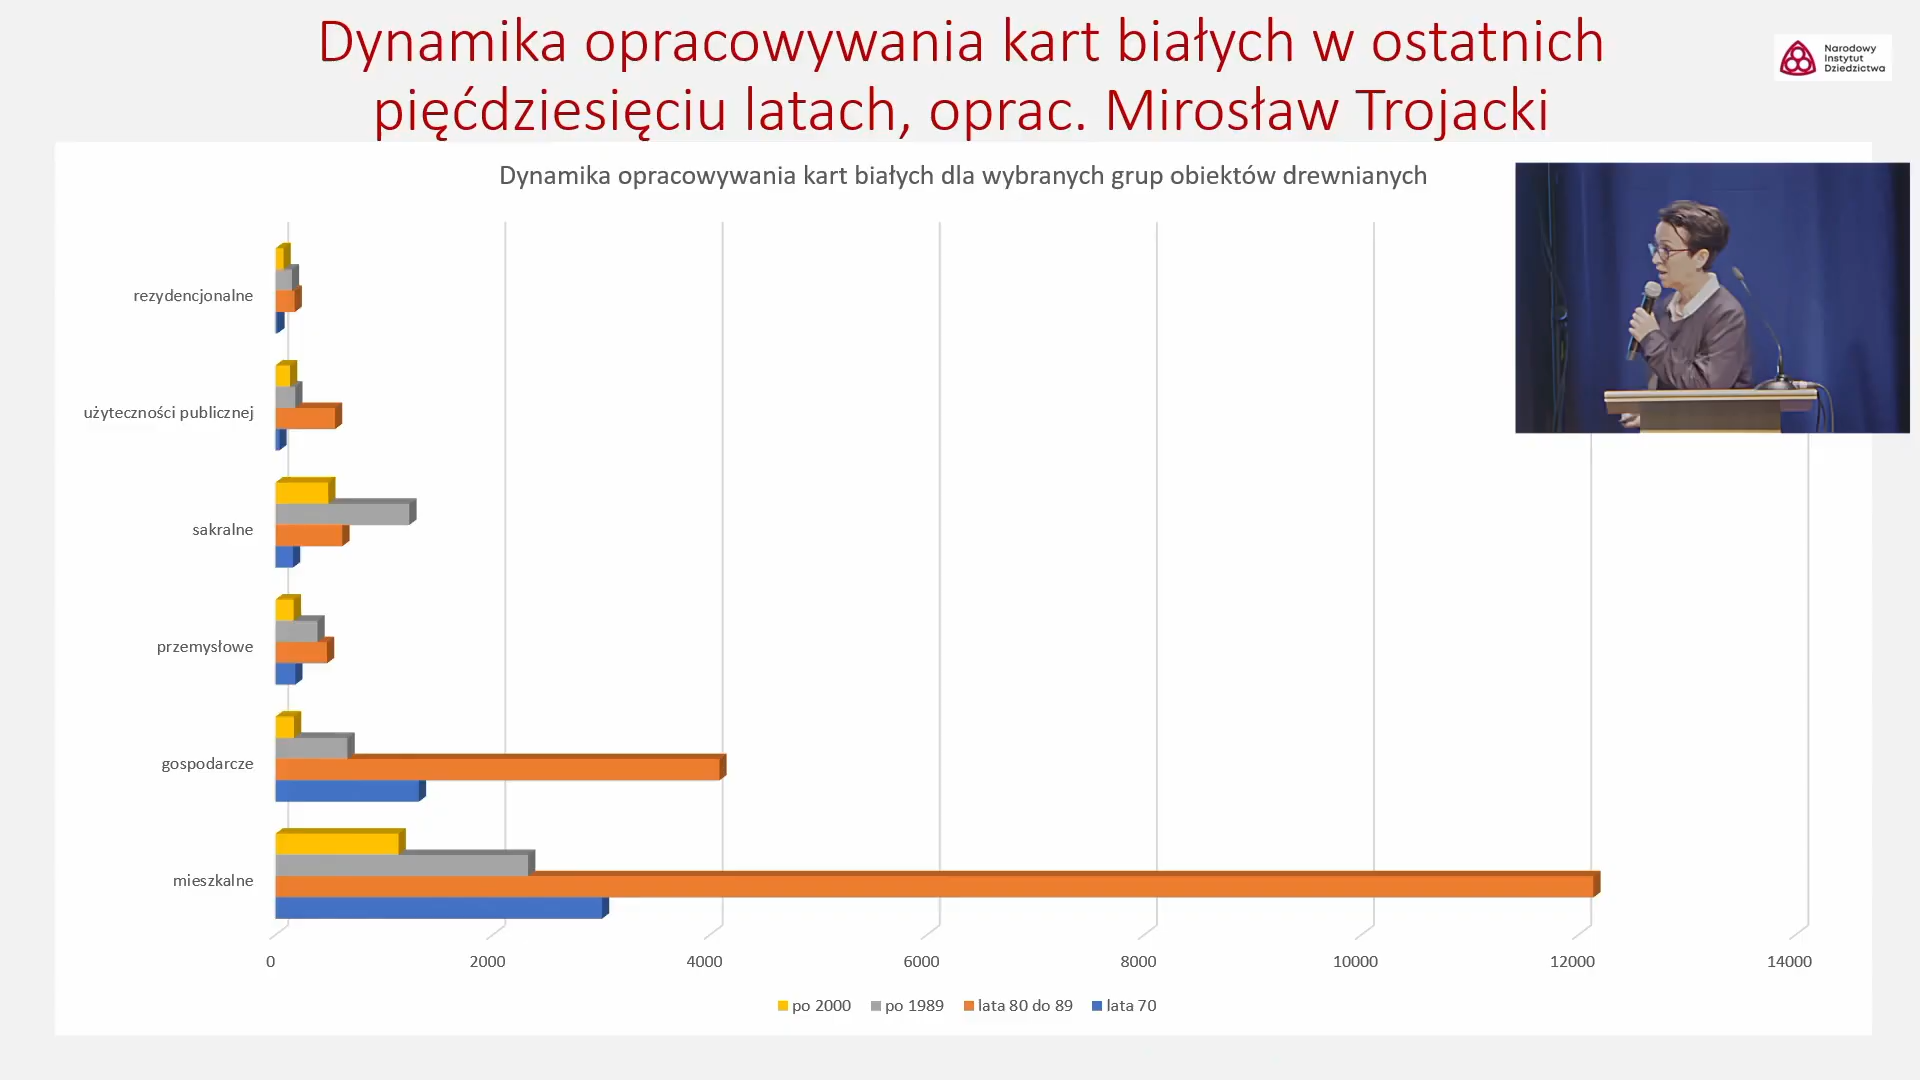 Dynamika opracowywania kart białych w ostatnich
pięćdziesięciu latach, oprac. Mirosław Trojacki
Narodowy
Instytut
Dziedzictwa
Dynamika opracowywania kart białych dla wybranych grup obiektów drewnianych
rezydencjonalne
użyteczności publicznej
sakralne
przemysłowe
gospodarcze
mieszkalne
0 2000 4000 6000 8000 10000 12000 14000
po 2000 po 1989 lata 80 do 89 lata 70